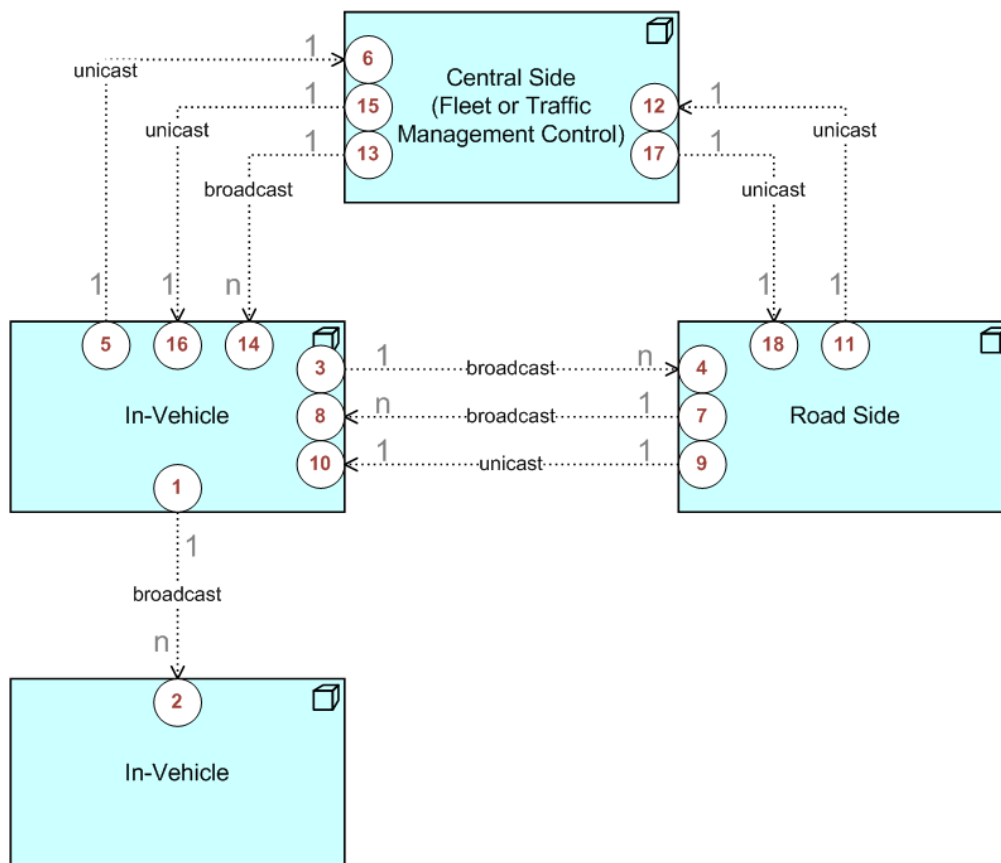 1
6
unicast
Central Side
(Fleet or Traffic
Management Control)
1
15
12
1
unicast
unicast
1
13
17
1
broadcast
unicast
1
1
n
1
1
5
16
14
18
11
3
1
broadcast
n
4
In-Vehicle
8
n
broadcast
1
7
Road Side
10
1
unicast
1
9
1
1
broadcast
n
2
In-Vehicle